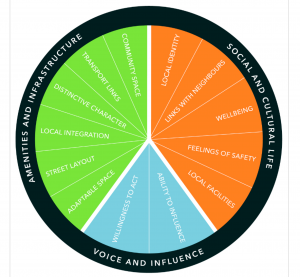 AMENITIES AND INFRASTRUCTURE
COMMUNITY SPACE
TRANSPORT LINKS
DISTINCTIVE CHARACTER
LOCAL INTEGRATION
STREET LAYOUT
ADAPTABLE SPACE
SOCIAL AND CULTURAL LIFE
LOCAL IDENTITY
LINKS WITH NEIGHBOURS
WELLBEING
FEELINGS OF SAFETY
LOCAL FACILITIES
VOICE AND INFLUENCE
WILLINGNESS TO ACT
ABILITY TO INFLUENCE